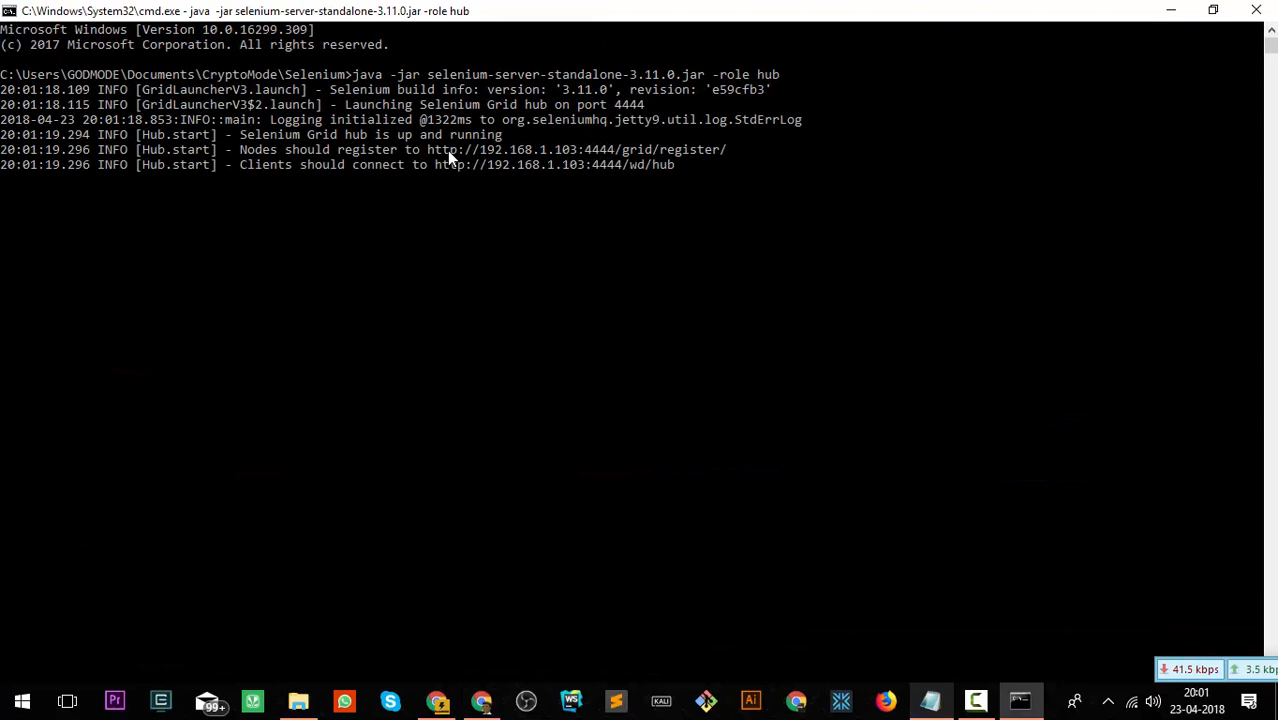 C:\Windows\System32\cmd.exe - java -jar selenium-server-standalone-3.11.0.jar -role hub
Microsoft Windows [Version 10.0.16299.309]
(c) 2017 Microsoft Corporation. All rights reserved.
C:\Users\GODMODE\Documents\CryptoMode\Selenium>java -jar selenium-server-standalone-3.11.0.jar -role hub
20:01:18.109 INFO [GridLauncherV3.launch] - Selenium build info: version: '3.11.0', revision: 'e59cfb3'
20:01:18.115 INFO [GridLauncherV3$2.launch] - Launching Selenium Grid hub on port 4444
2018-04-23 20:01:18.853:INFO::main: Logging initialized @1322ms to org.seleniumhq.jetty9.util.log.StdErrLog
20:01:19.294 INFO [Hub.start] - Selenium Grid hub is up and running
20:01:19.296 INFO [Hub.start] - Nodes should register to http://192.168.1.103:4444/grid/register/
20:01:19.296 INFO [Hub.start] - Clients should connect to http://192.168.1.103:4444/wd/hub
41.5 kbps
3.5 kbp
Pr
99+
WS
KALI
Ai
20:01
23-04-2018